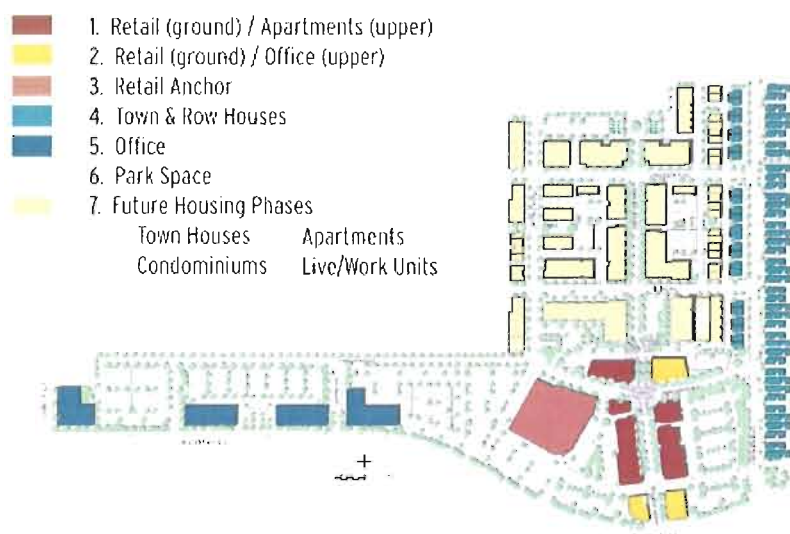 1. Retail (ground) / Apartments (upper)
2. Retail (ground) / Office (upper)
3. Retail Anchor
4. Town & Row Houses
5. Office
6. Park Space
7. Future Housing Phases
Town Houses Apartments
Condominiums Live/Work Units